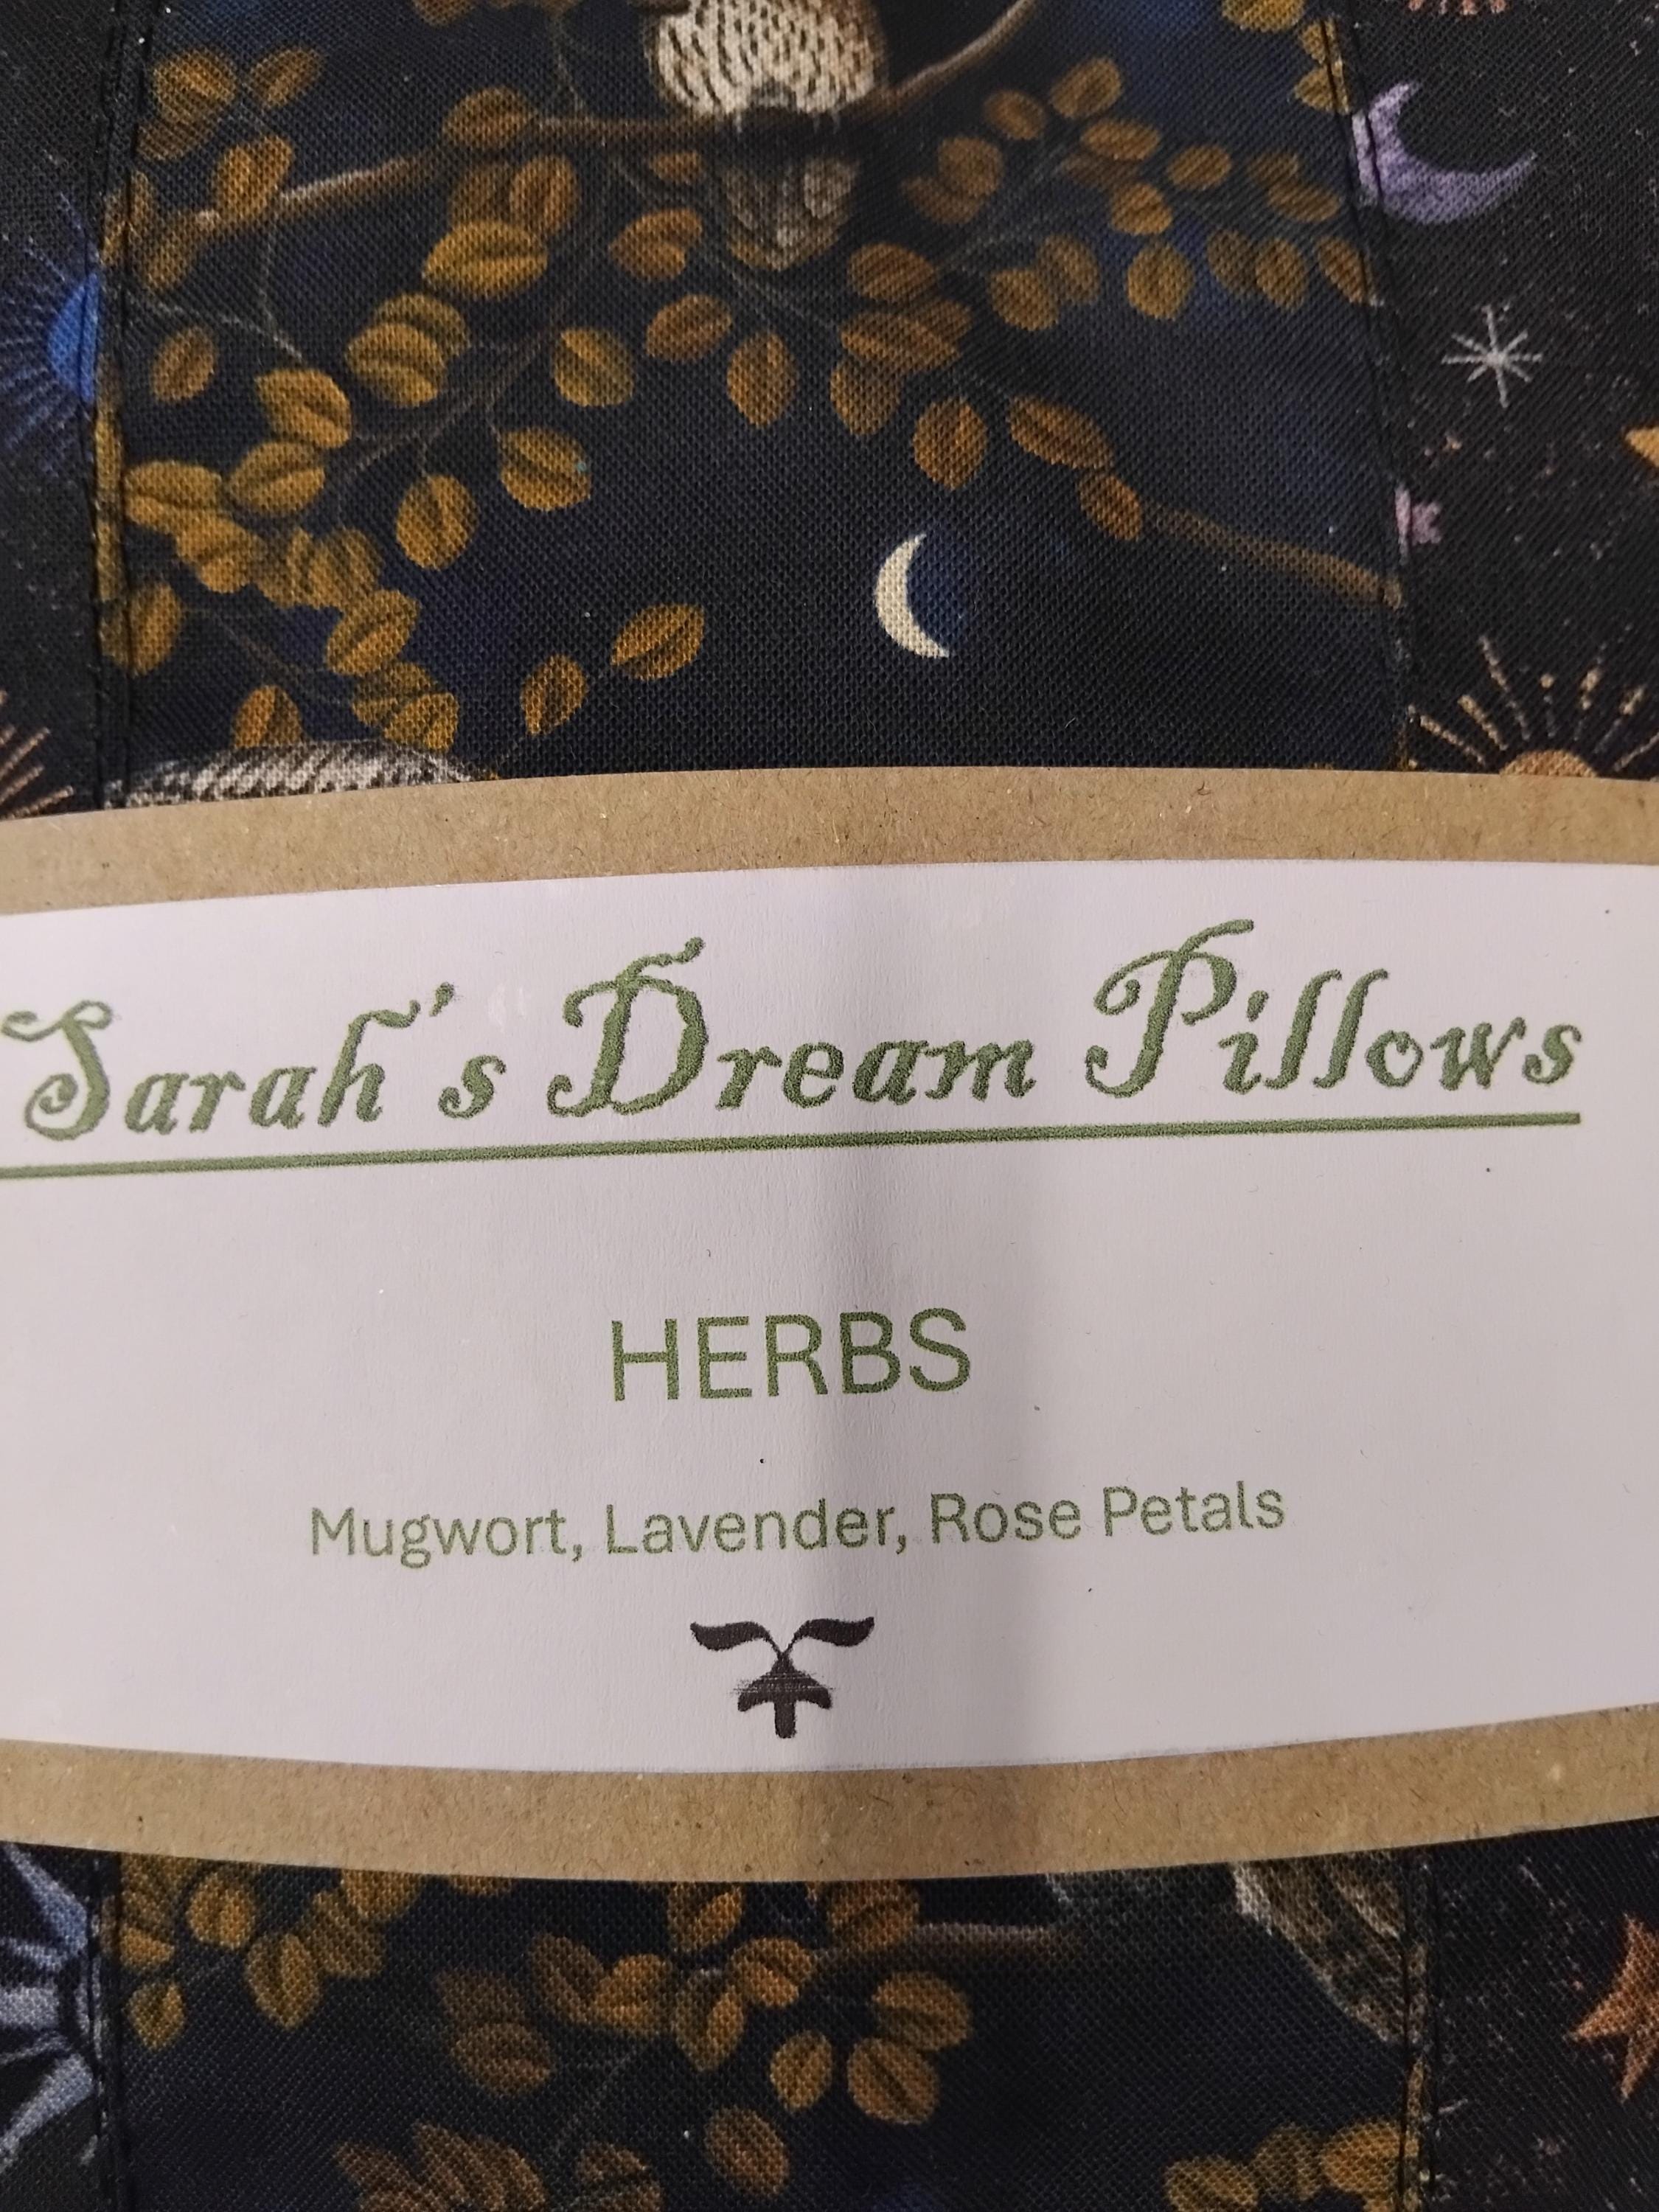 Sarah's Dream Pillows
HERBS
Mugwort, Lavender, Rose Petals